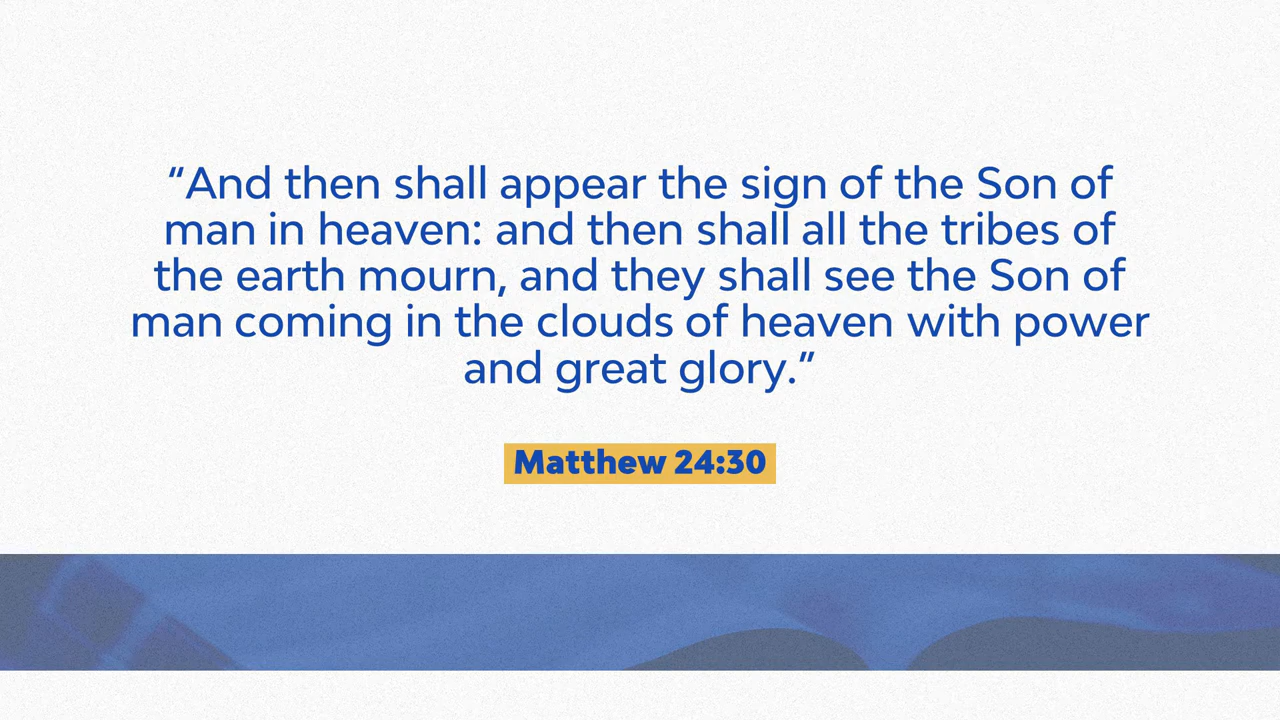 “And then shall appear the sign of the Son of
man in heaven: and then shall all the tribes of
the earth mourn, and they shall see the Son of
man coming in the clouds of heaven with power
and great glory.”
Matthew 24:30